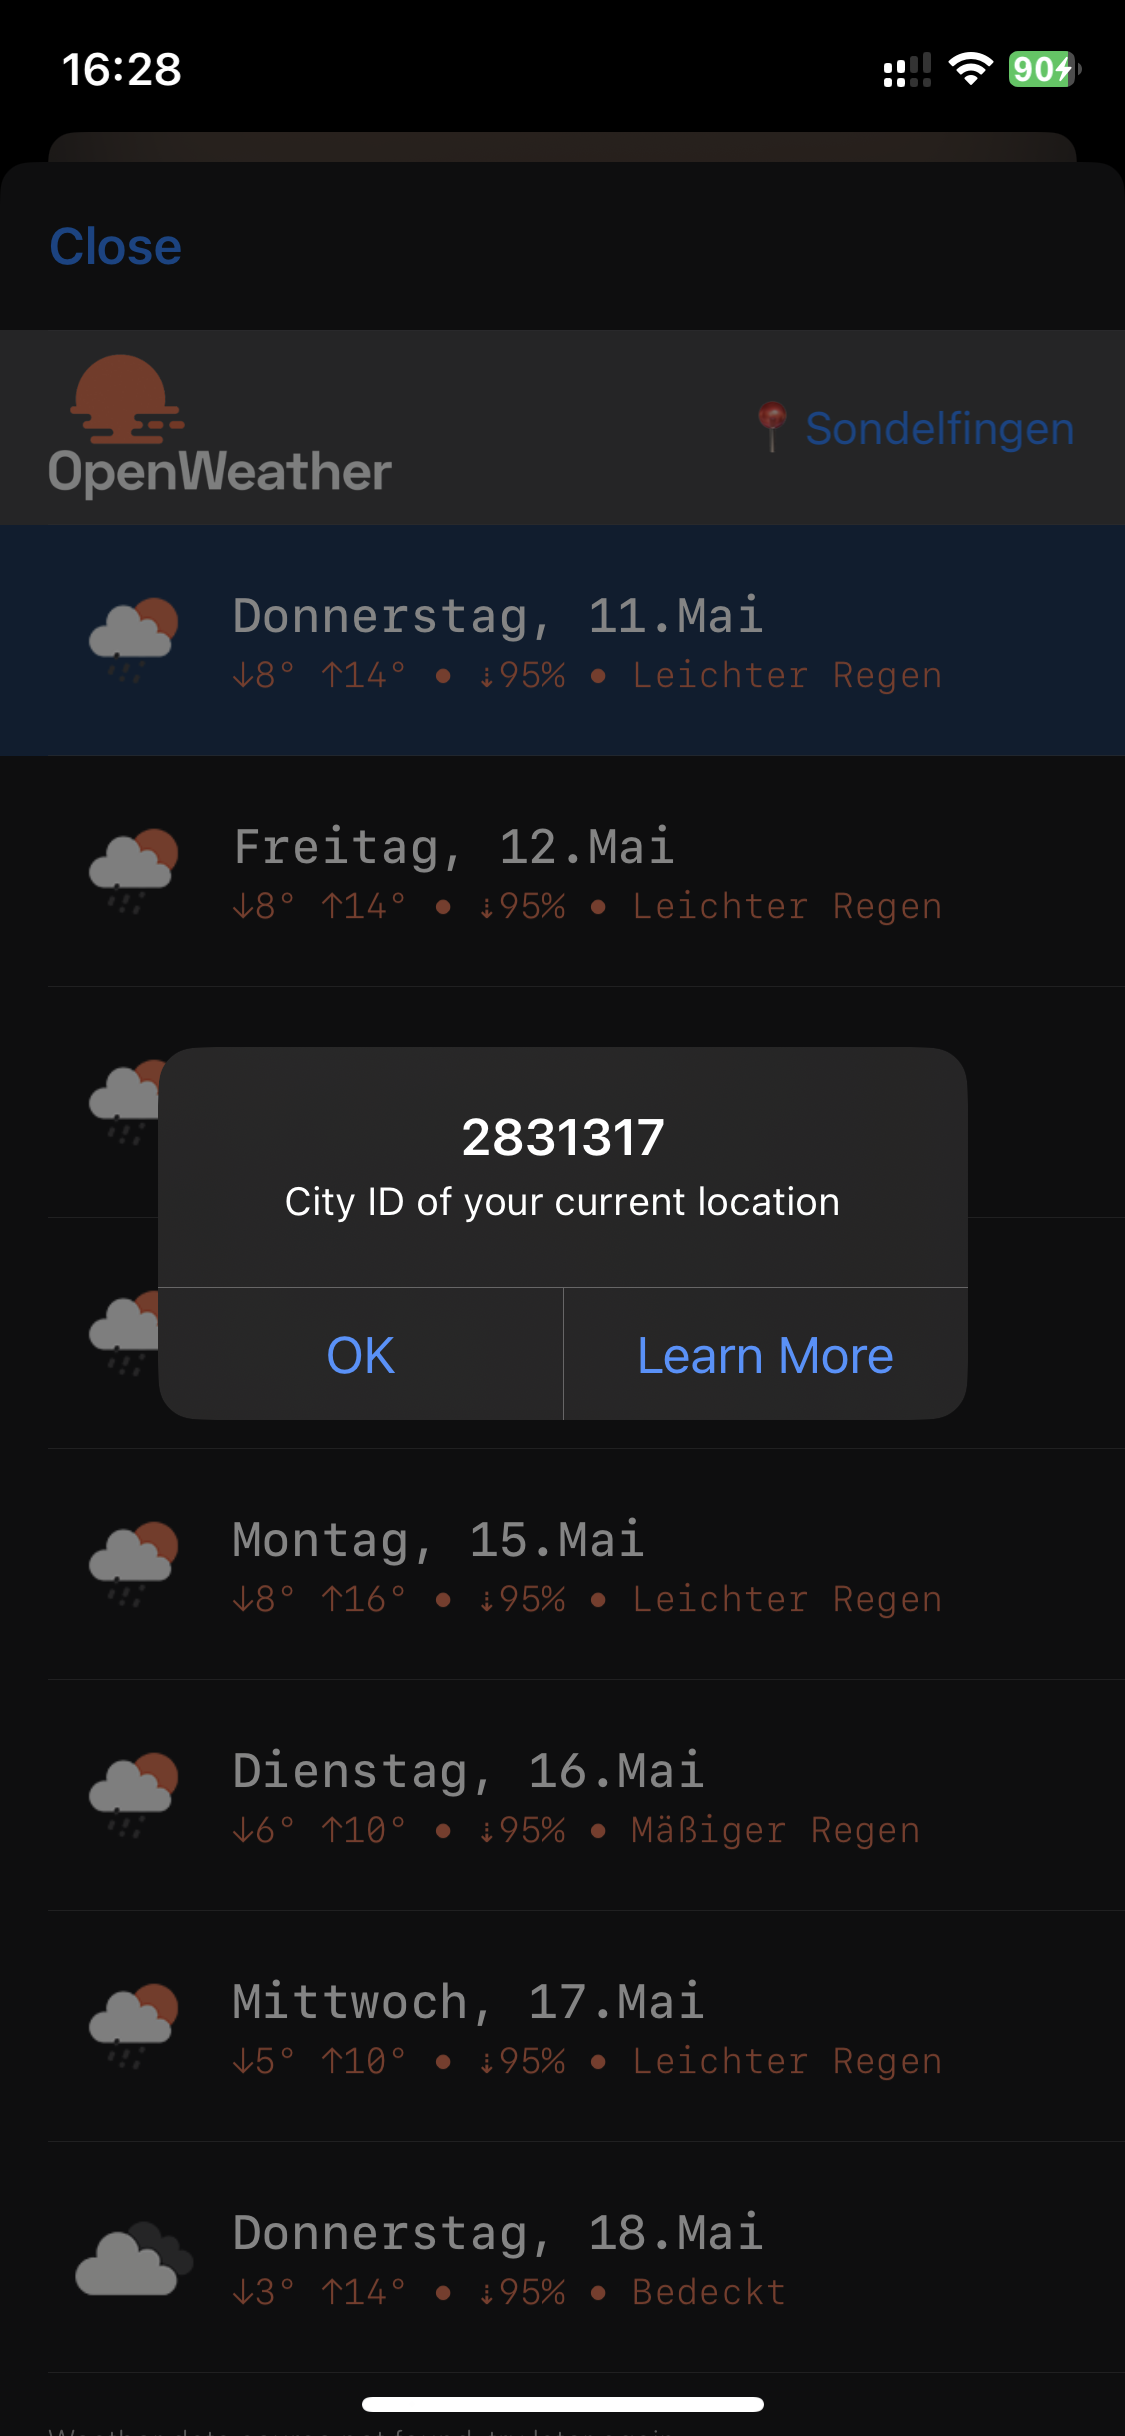 16:28
90
Close
OpenWeather
📍 Sondelfingen
Donnerstag, 11.Mai
↓8° ↑14° • ⇣95% • Leichter Regen
Freitag, 12.Mai
↓8° ↑14° • ⇣95% • Leichter Regen
2831317
City ID of your current location
OK
Learn More
Montag, 15.Mai
↓8° ↑16° • ⇣95% • Leichter Regen
Dienstag, 16.Mai
↓6° ↑10° • ⇣95% • Mäßiger Regen
Mittwoch, 17.Mai
↓5° ↑10° • ⇣95% • Leichter Regen
Donnerstag, 18.Mai
↓3° ↑14° • ⇣95% • Bedeckt